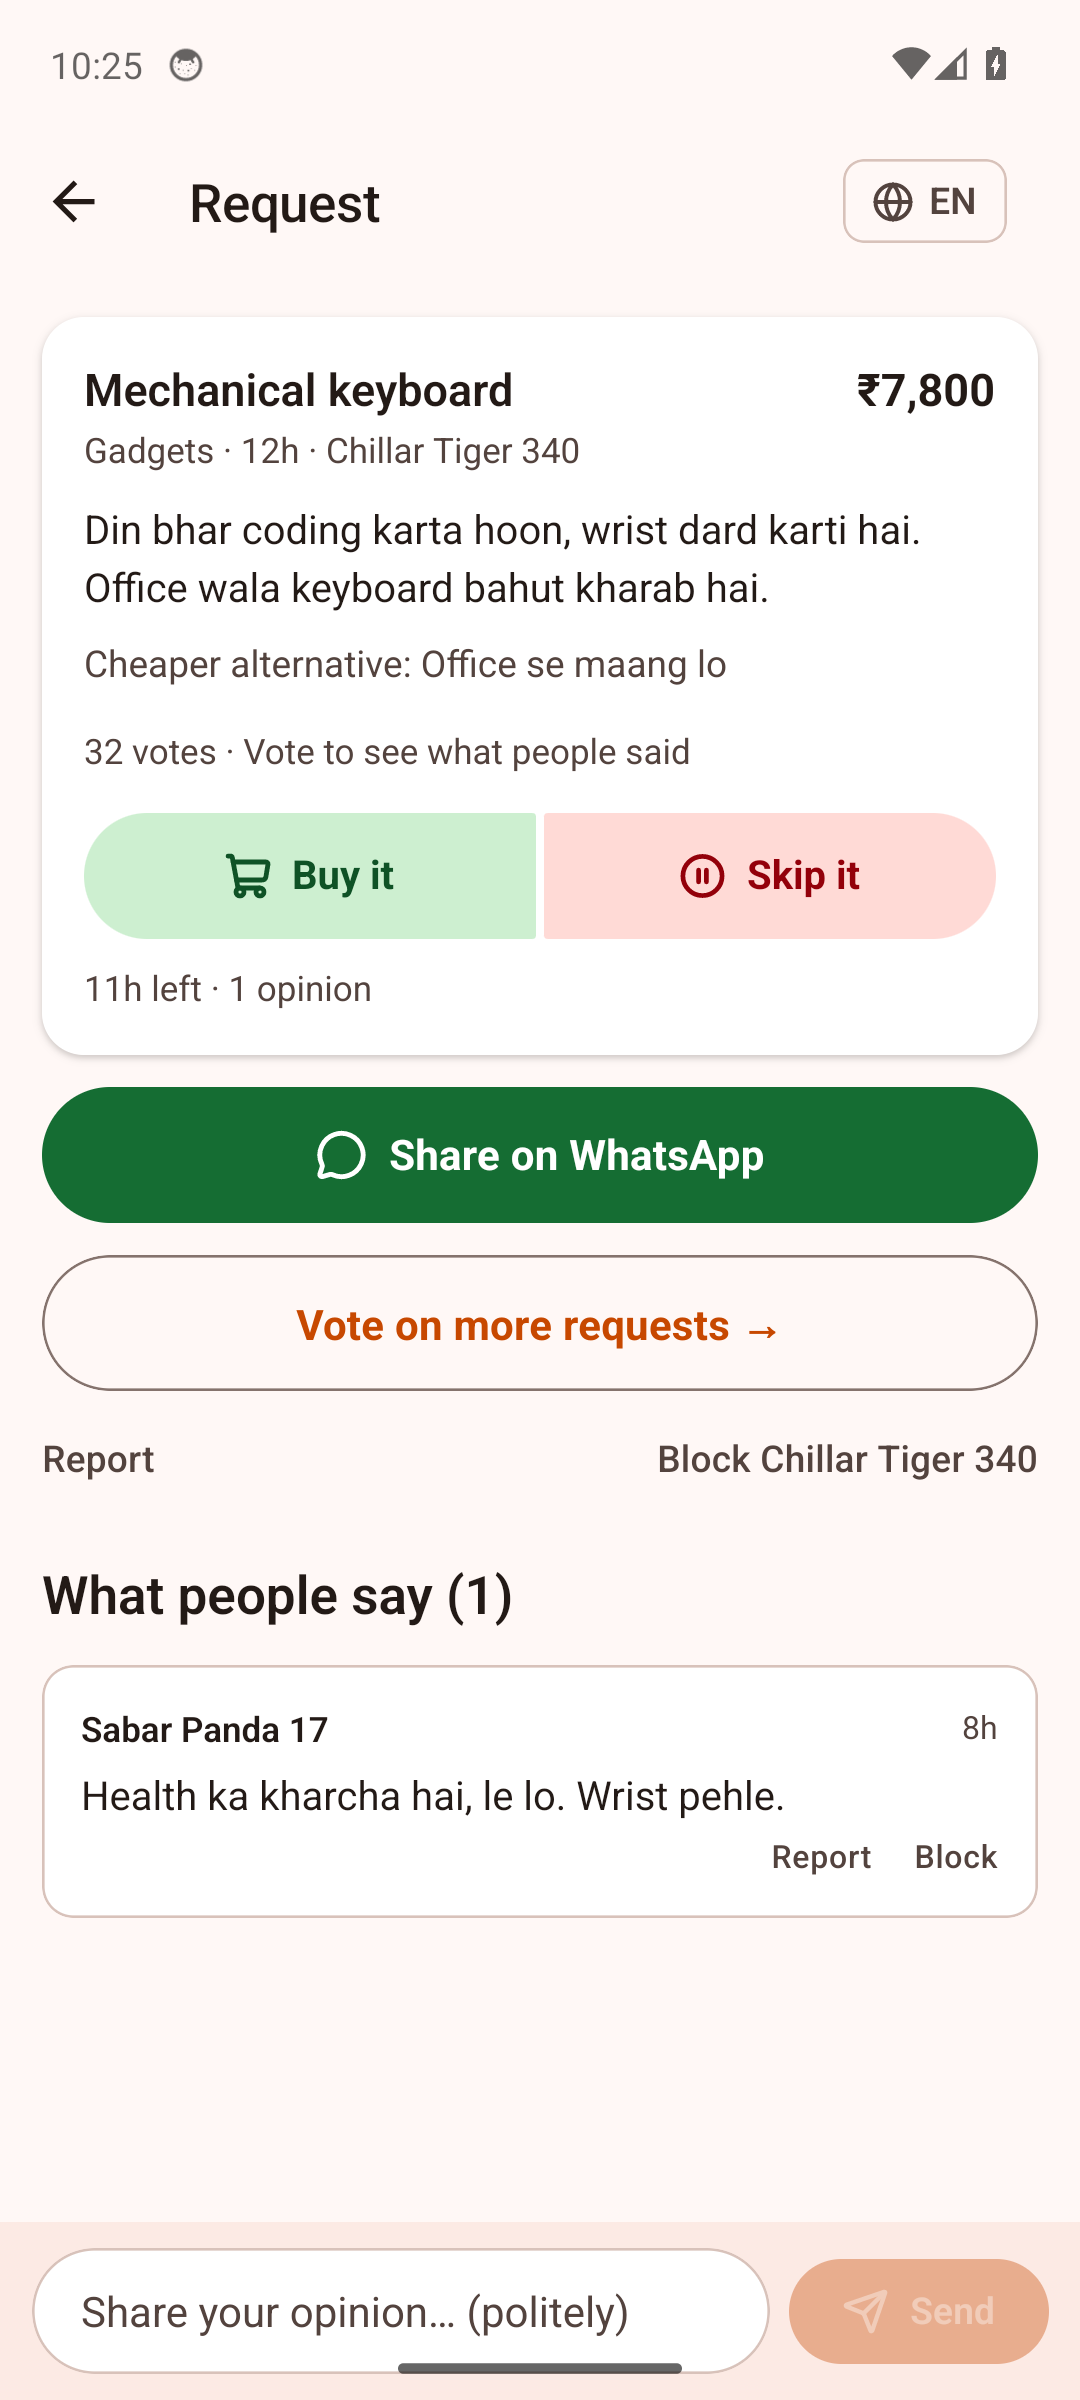 10:25
Request
EN
Mechanical keyboard
₹7,800
Gadgets · 12h · Chillar Tiger 340
Din bhar coding karta hoon, wrist dard karti hai.
Office wala keyboard bahut kharab hai.
Cheaper alternative: Office se maang lo
32 votes · Vote to see what people said
Buy it
Skip it
11h left · 1 opinion
Share on WhatsApp
Vote on more requests →
Report
Block Chillar Tiger 340
What people say (1)
Sabar Panda 17
8h
Health ka kharcha hai, le lo. Wrist pehle.
Report
Block
Share your opinion… (politely)
Send